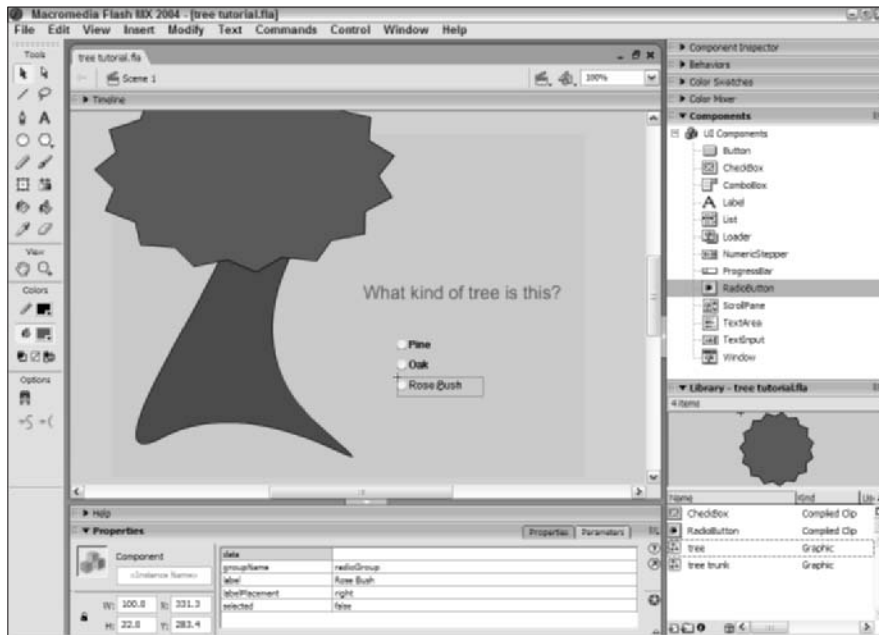 Macromedia Flash MX 2004 - [tree tutorial.fla]
File Edit View Insert Modify Text Commands Control Window Help
Tools
tree tutorial.fla
Scene 1
100%
Timeline
View
Colors
Options
What kind of tree is this?
Pine
Oak
Rose Bush
Component Inspector
Behaviors
Color Swatches
Color Mixer
Components
UI Components
Button
CheckBox
ComboBox
Label
List
Loader
NumericStepper
ProgressBar
RadioButton
ScrollPane
TextArea
TextInput
Window
Library - tree tutorial.fla
4 items
Name Kind
CheckBox Compiled Clip
RadioButton Compiled Clip
tree Graphic
tree trunk Graphic
Help
Properties
Properties Parameters
Component
<Instance Name>
W: 100.0 X: 331.3
H: 22.0 Y: 283.4
data
groupName radioGroup
label Rose Bush
labelPlacement right
selected false